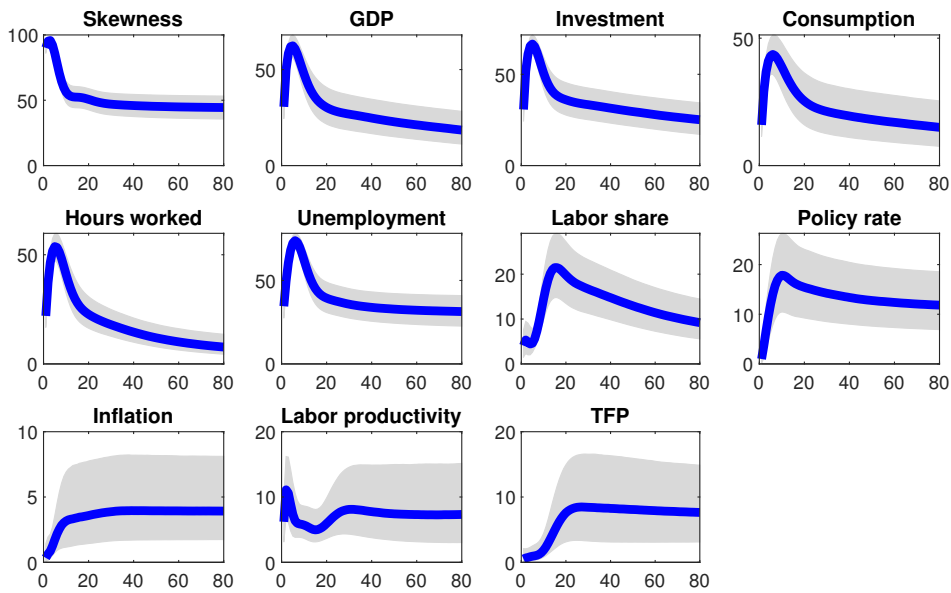 Skewness GDP Investment Consumption
100 50 0 0 20 40 60 80
50 0 0 20 40 60 80
50 0 0 20 40 60 80
50 0 0 20 40 60 80
Hours worked Unemployment Labor share Policy rate
50 0 0 20 40 60 80
50 0 0 20 40 60 80
20 10 0 0 20 40 60 80
20 10 0 0 20 40 60 80
Inflation Labor productivity TFP
10 5 0 0 20 40 60 80
20 10 0 0 20 40 60 80
20 10 0 0 20 40 60 80